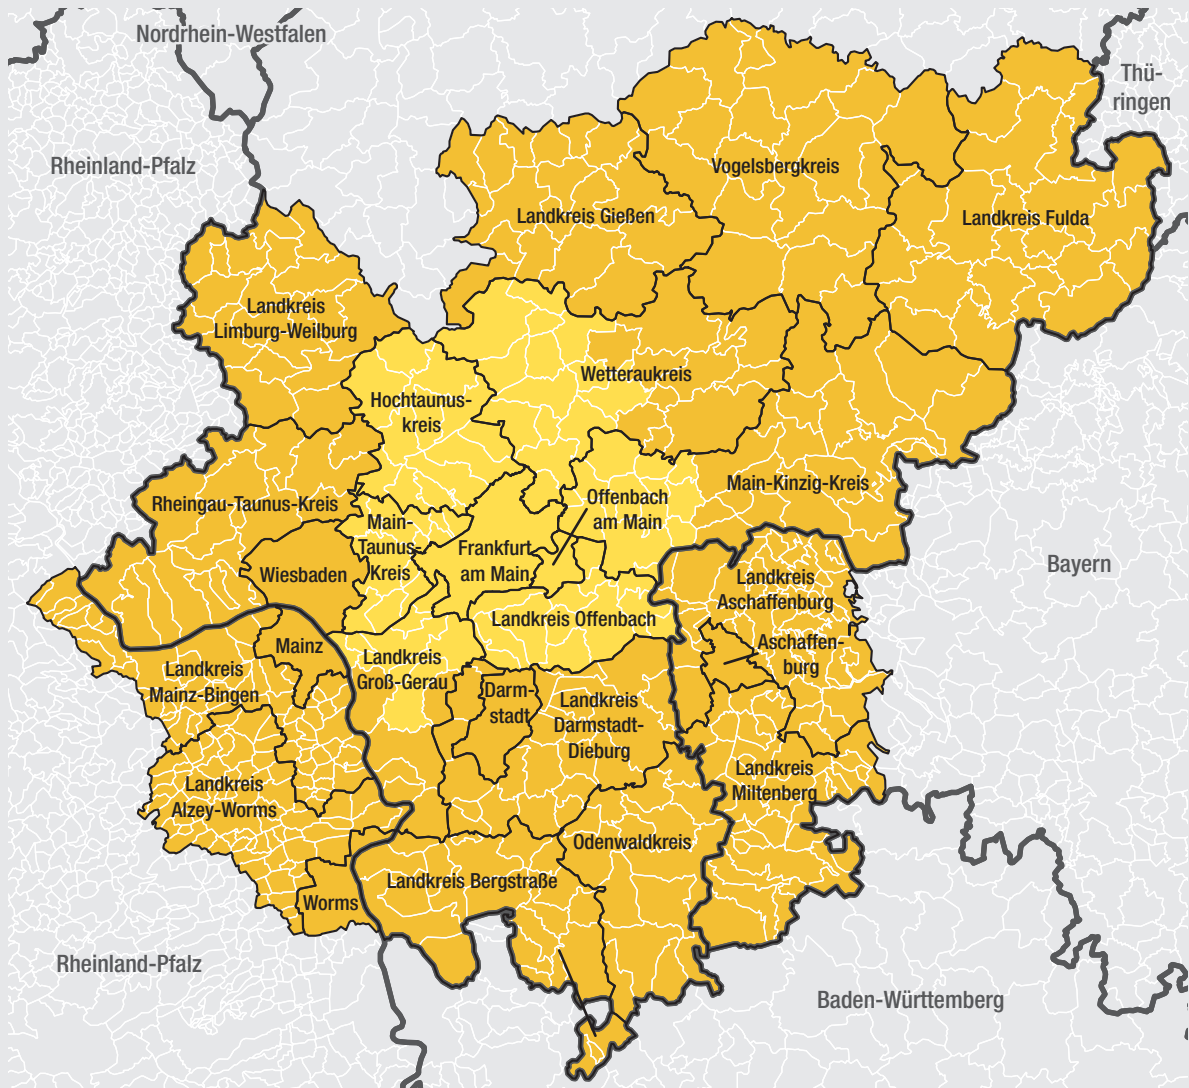 Nordrhein-Westfalen
Thü-
ringen
Rheinland-Pfalz
Vogelsbergkreis
Landkreis Gießen
Landkreis Fulda
Landkreis
Limburg-Weilburg
Wetteraukreis
Hochtaunus-
kreis
Main-Kinzig-Kreis
Offenbach
am Main
Rheingau-Taunus-Kreis
Main-
Taunus-
Kreis
Frankfurt
am Main
Wiesbaden
Bayern
Landkreis
Aschaffenburg
Landkreis Offenbach
Aschaffen-
burg
Mainz
Landkreis
Groß-Gerau
Landkreis
Mainz-Bingen
Darm-
stadt
Landkreis
Darmstadt-
Dieburg
Landkreis
Miltenberg
Landkreis
Alzey-Worms
Odenwaldkreis
Landkreis Bergstraße
Worms
Rheinland-Pfalz
Baden-Württemberg